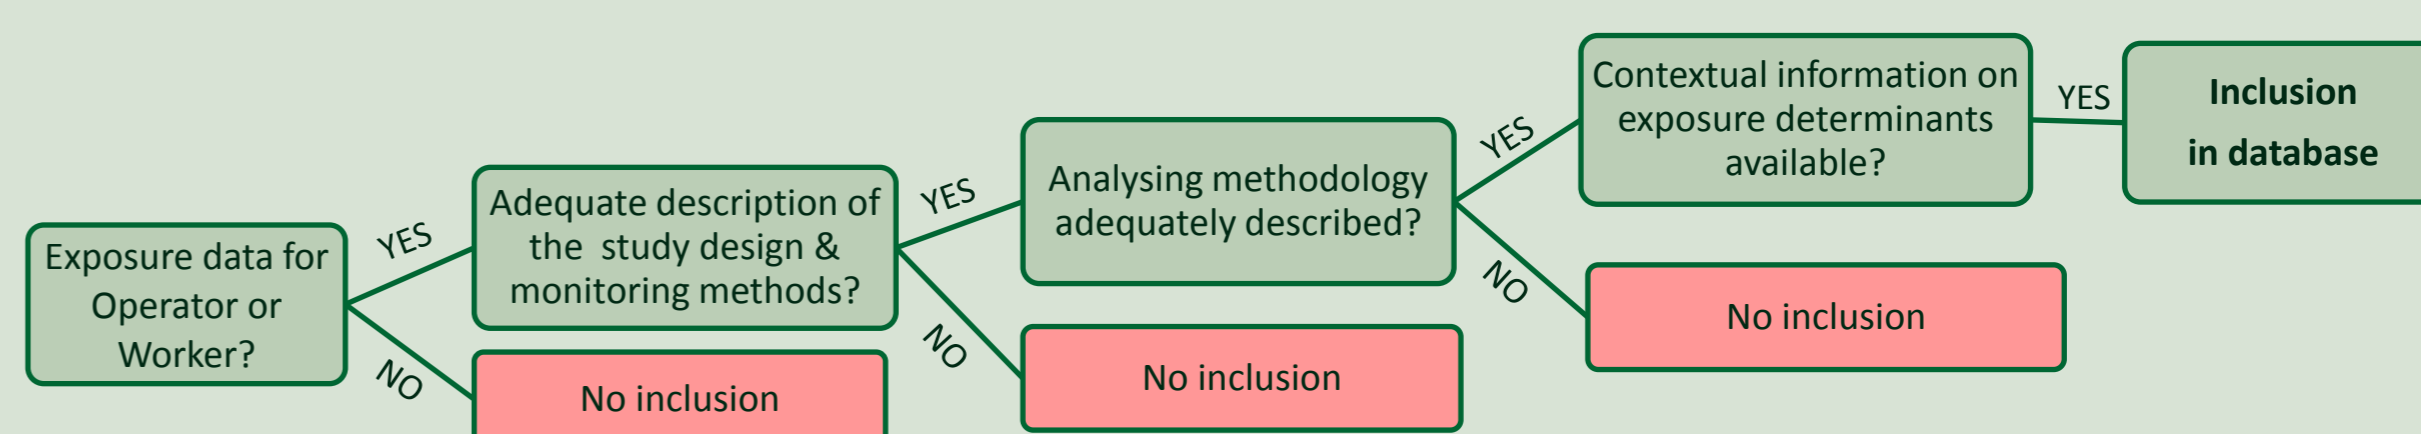 Exposure data for
Operator or
Worker?
YES
NO
Adequate description of
the study design &
monitoring methods?
No inclusion
YES
NO
Analysing methodology
adequately described?
No inclusion
YES
NO
Contextual information on
exposure determinants
available?
No inclusion
YES
Inclusion
in database